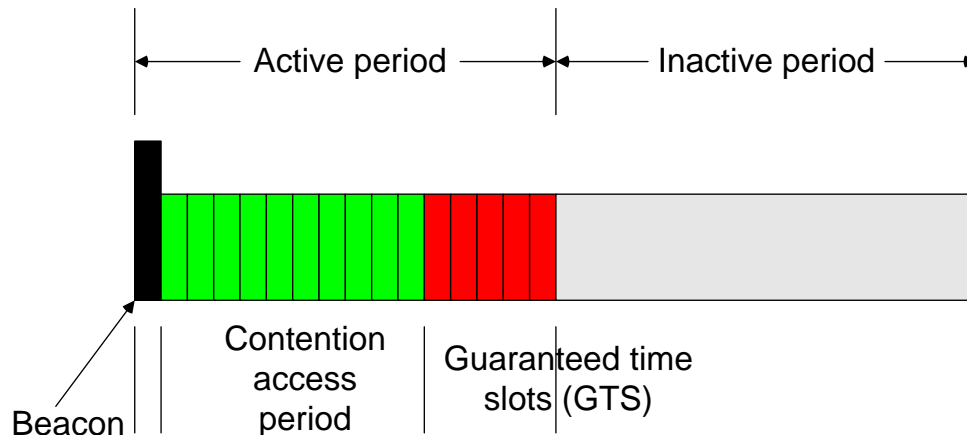 Active period
Inactive period
Contention
access
period
Guaranteed time
slots (GTS)
Beacon